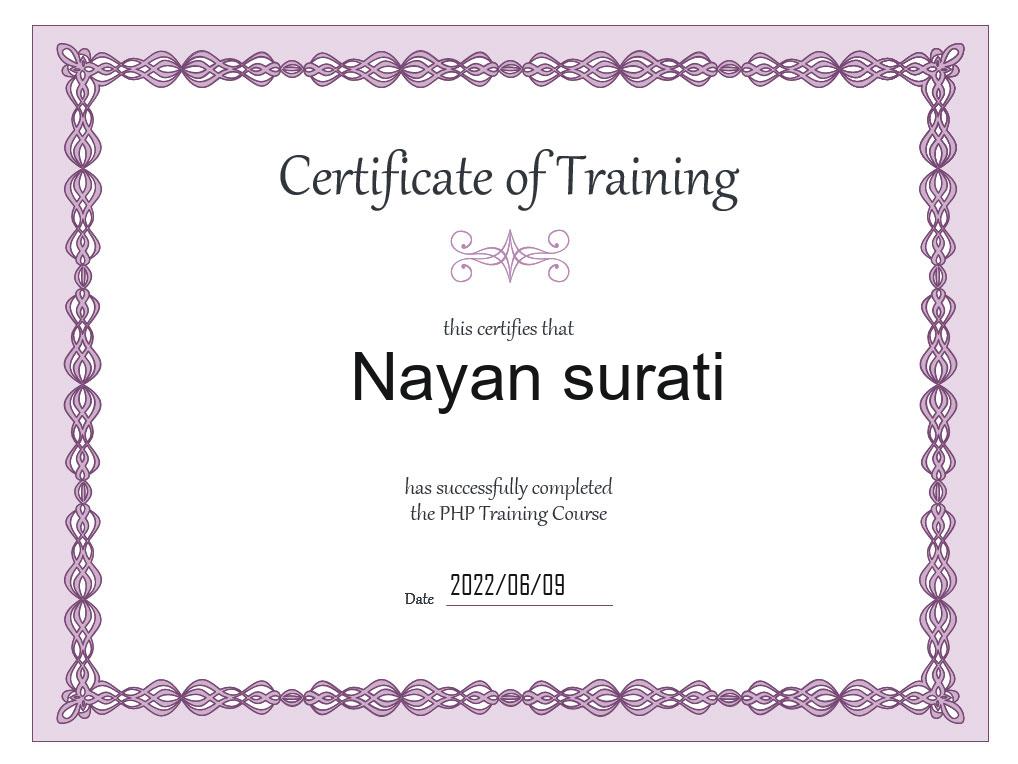 Certificate of Training
this certifies that
Nayan surati
has successfully completed
the PHP Training Course
Date 2022/06/09